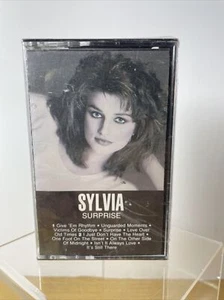 SYLVIA
SURPRISE
Give 'Em Rhythm • Unguarded Moments •
Victims Of Goodbye • Surprise • Love Over
Old Times • I Just Don't Have The Heart •
One Foot On The Street • On The Other Side
Of Midnight • Isn't It Always Love •
It's Still There